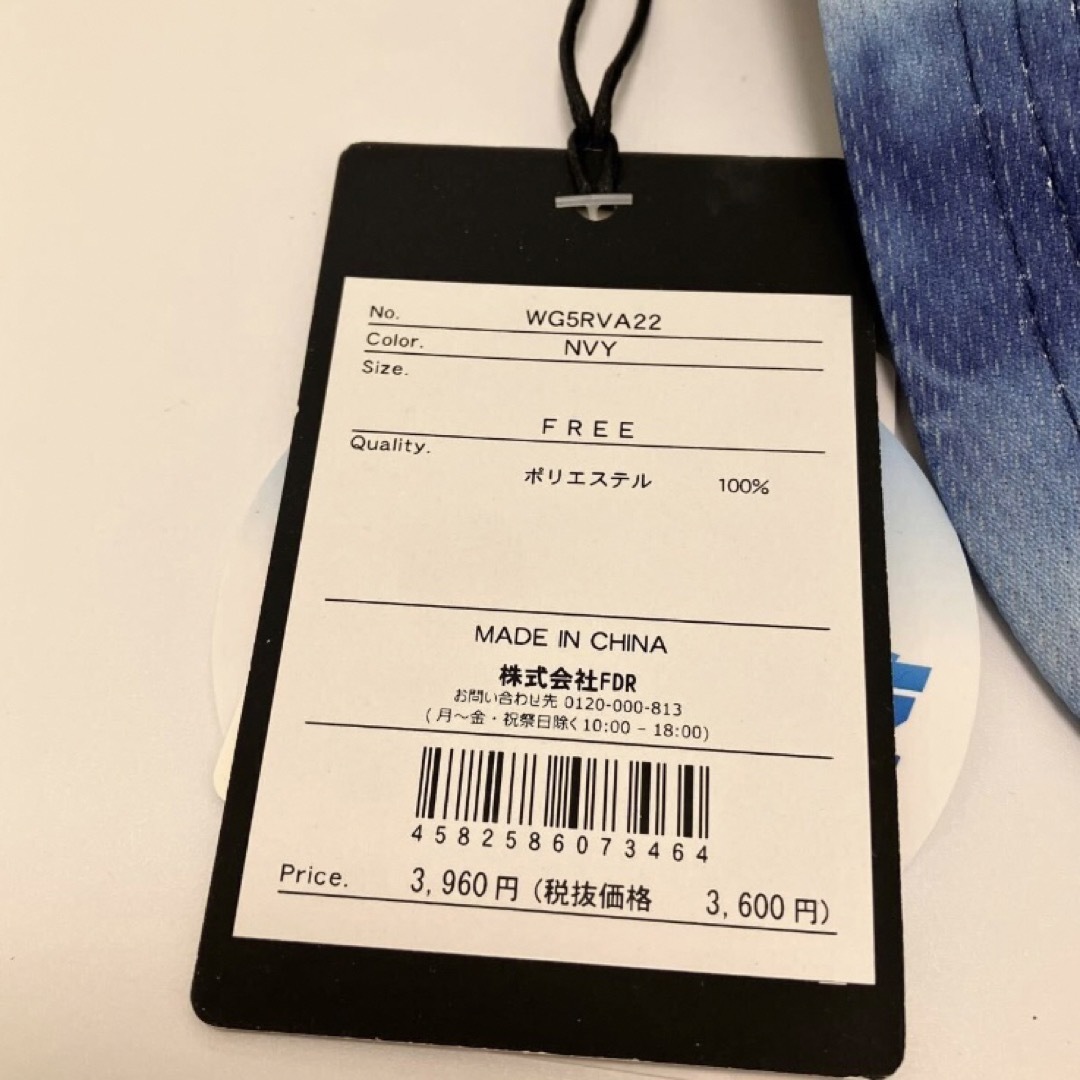 No. WG5RVA22
Color. NVY
Size.
FREE
Quality.
ポリエステル 100%
MADE IN CHINA
株式会社FDR
お問い合わせ先 0120-000-813
(月～金・祝祭日除く10:00 - 18:00)
4582586073464
Price. 3,960円 (税抜価格 3,600円)